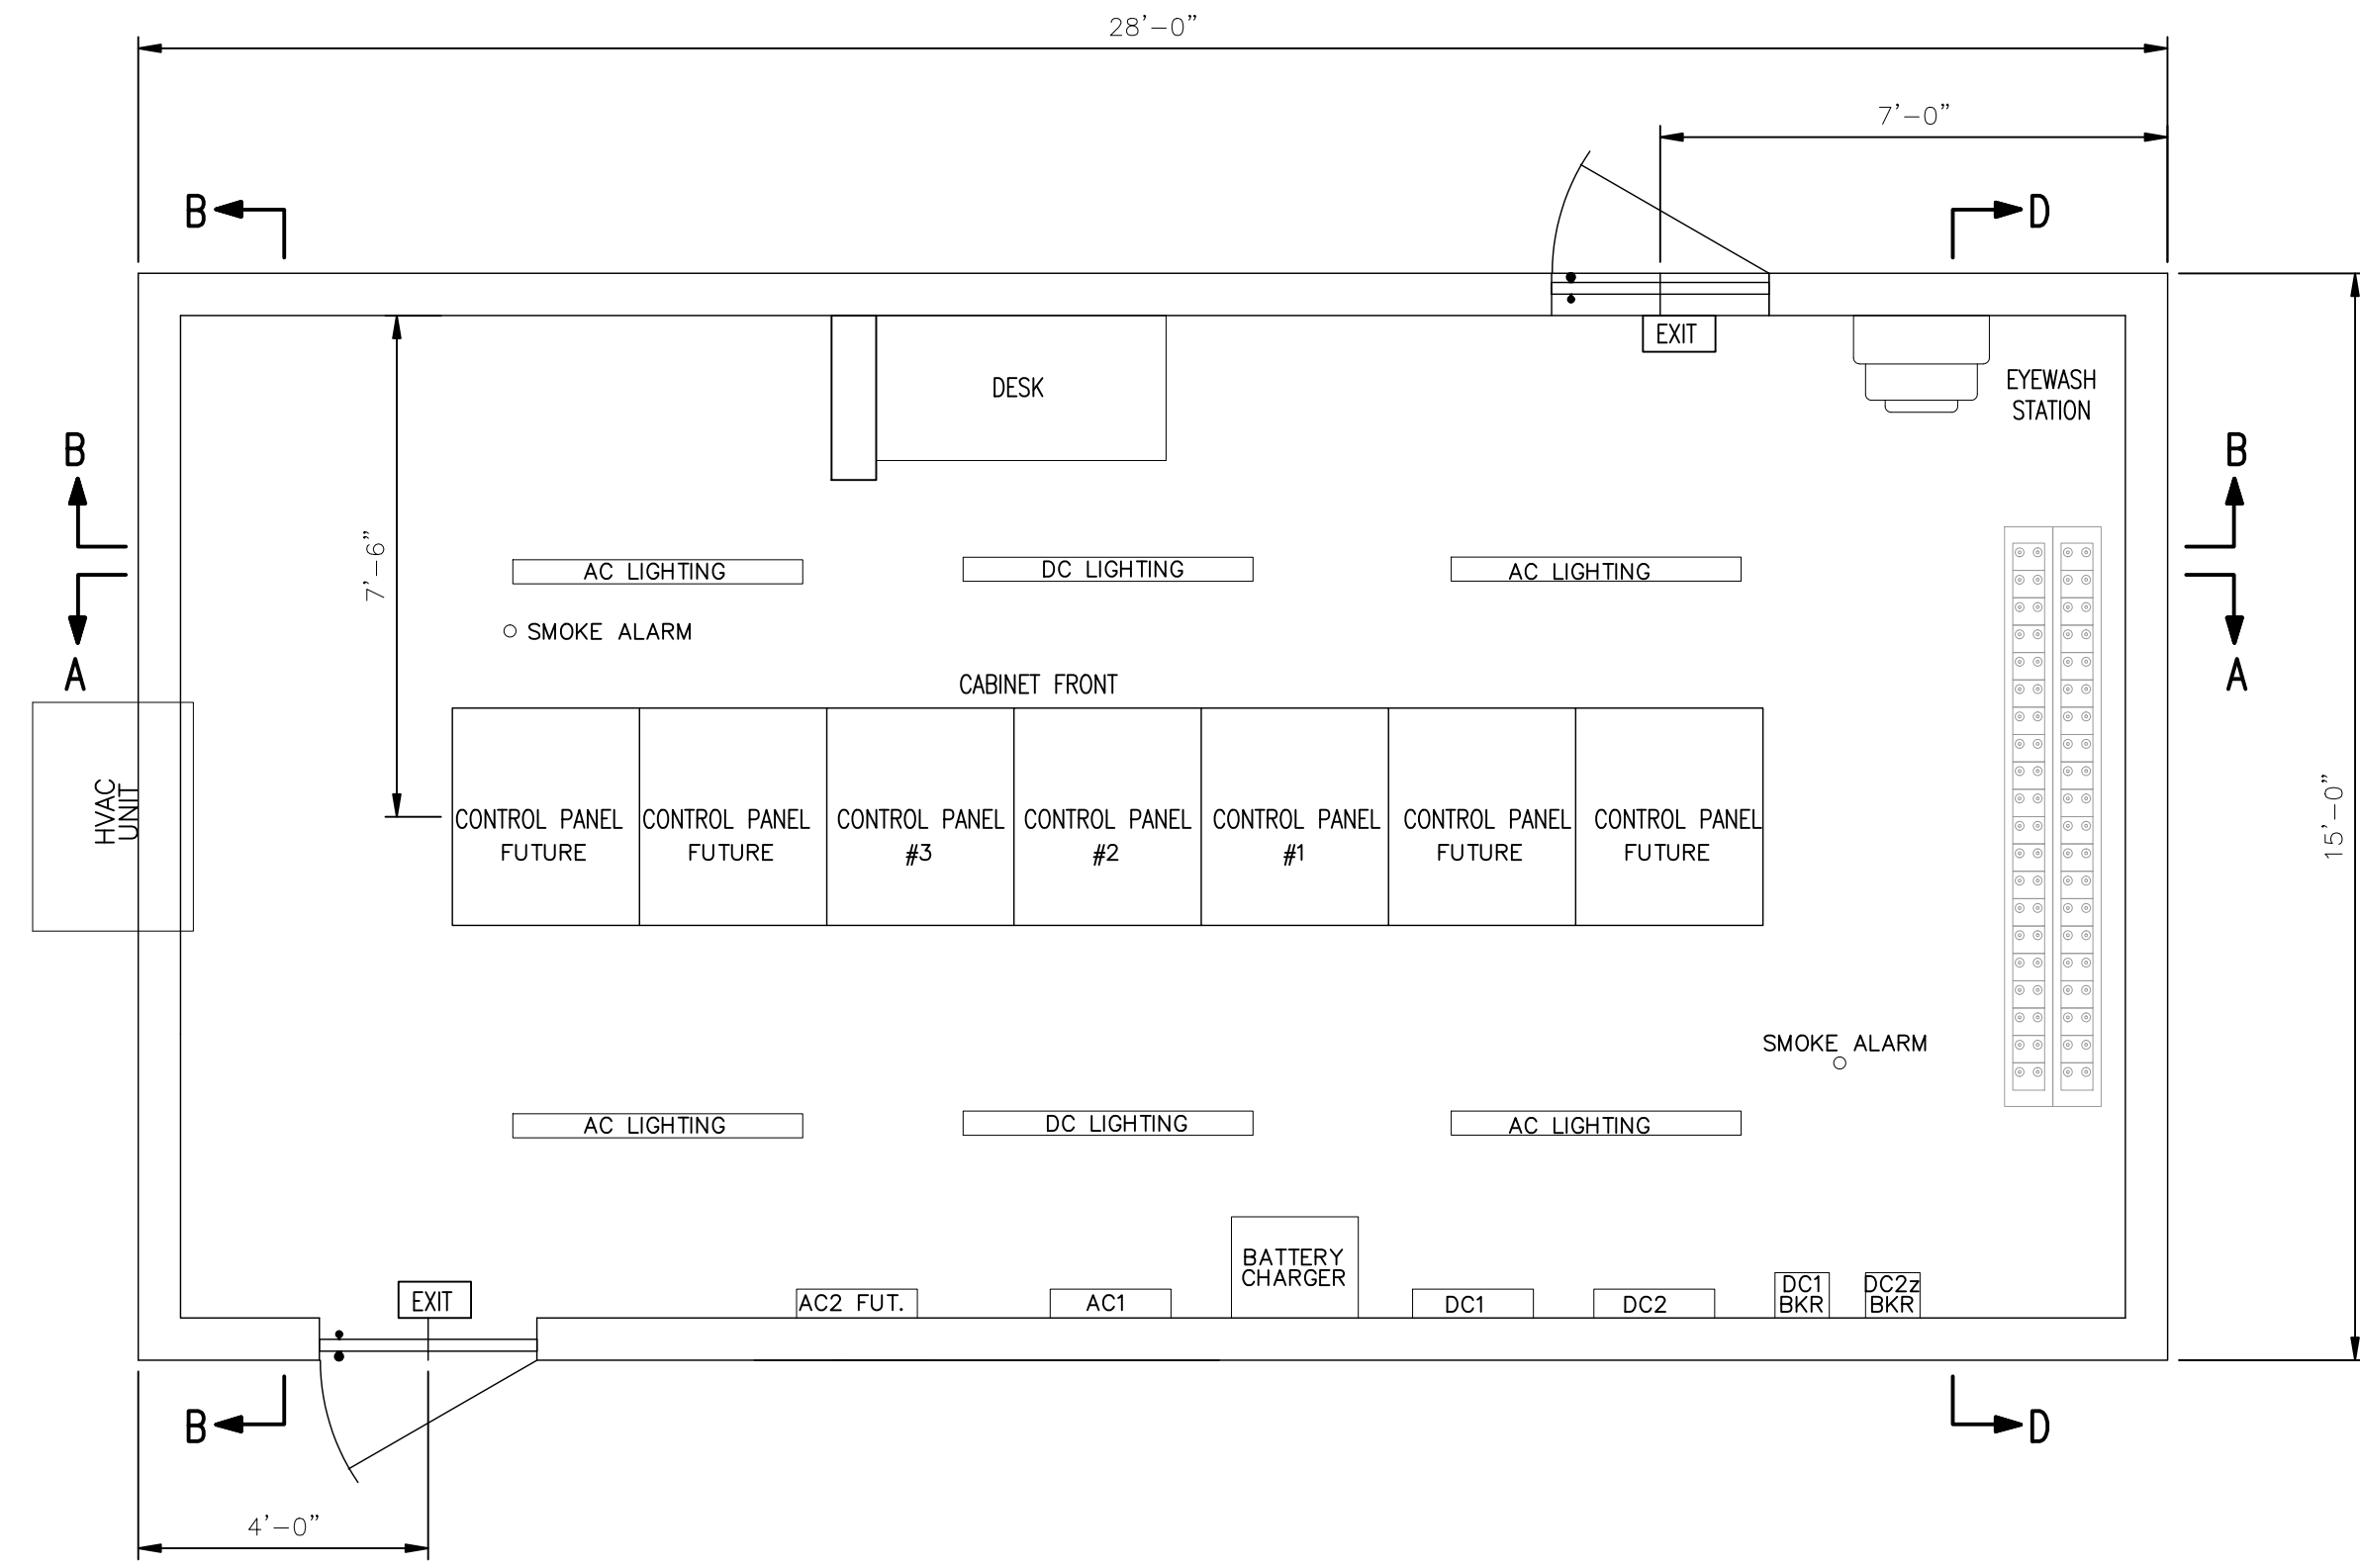 28'-0"
7'-0"
B
D
EXIT
DESK
EYEWASH
STATION
B
B
7'-6"
AC LIGHTING
DC LIGHTING
AC LIGHTING
SMOKE ALARM
A
A
CABINET FRONT
HVAC
UNIT
CONTROL PANEL
FUTURE
CONTROL PANEL
FUTURE
CONTROL PANEL
#3
CONTROL PANEL
#2
CONTROL PANEL
#1
CONTROL PANEL
FUTURE
CONTROL PANEL
FUTURE
15'-0"
SMOKE ALARM
AC LIGHTING
DC LIGHTING
AC LIGHTING
BATTERY
CHARGER
EXIT
AC2 FUT.
AC1
DC1
DC2
DC1
BKR
DC2z
BKR
B
D
4'-0"